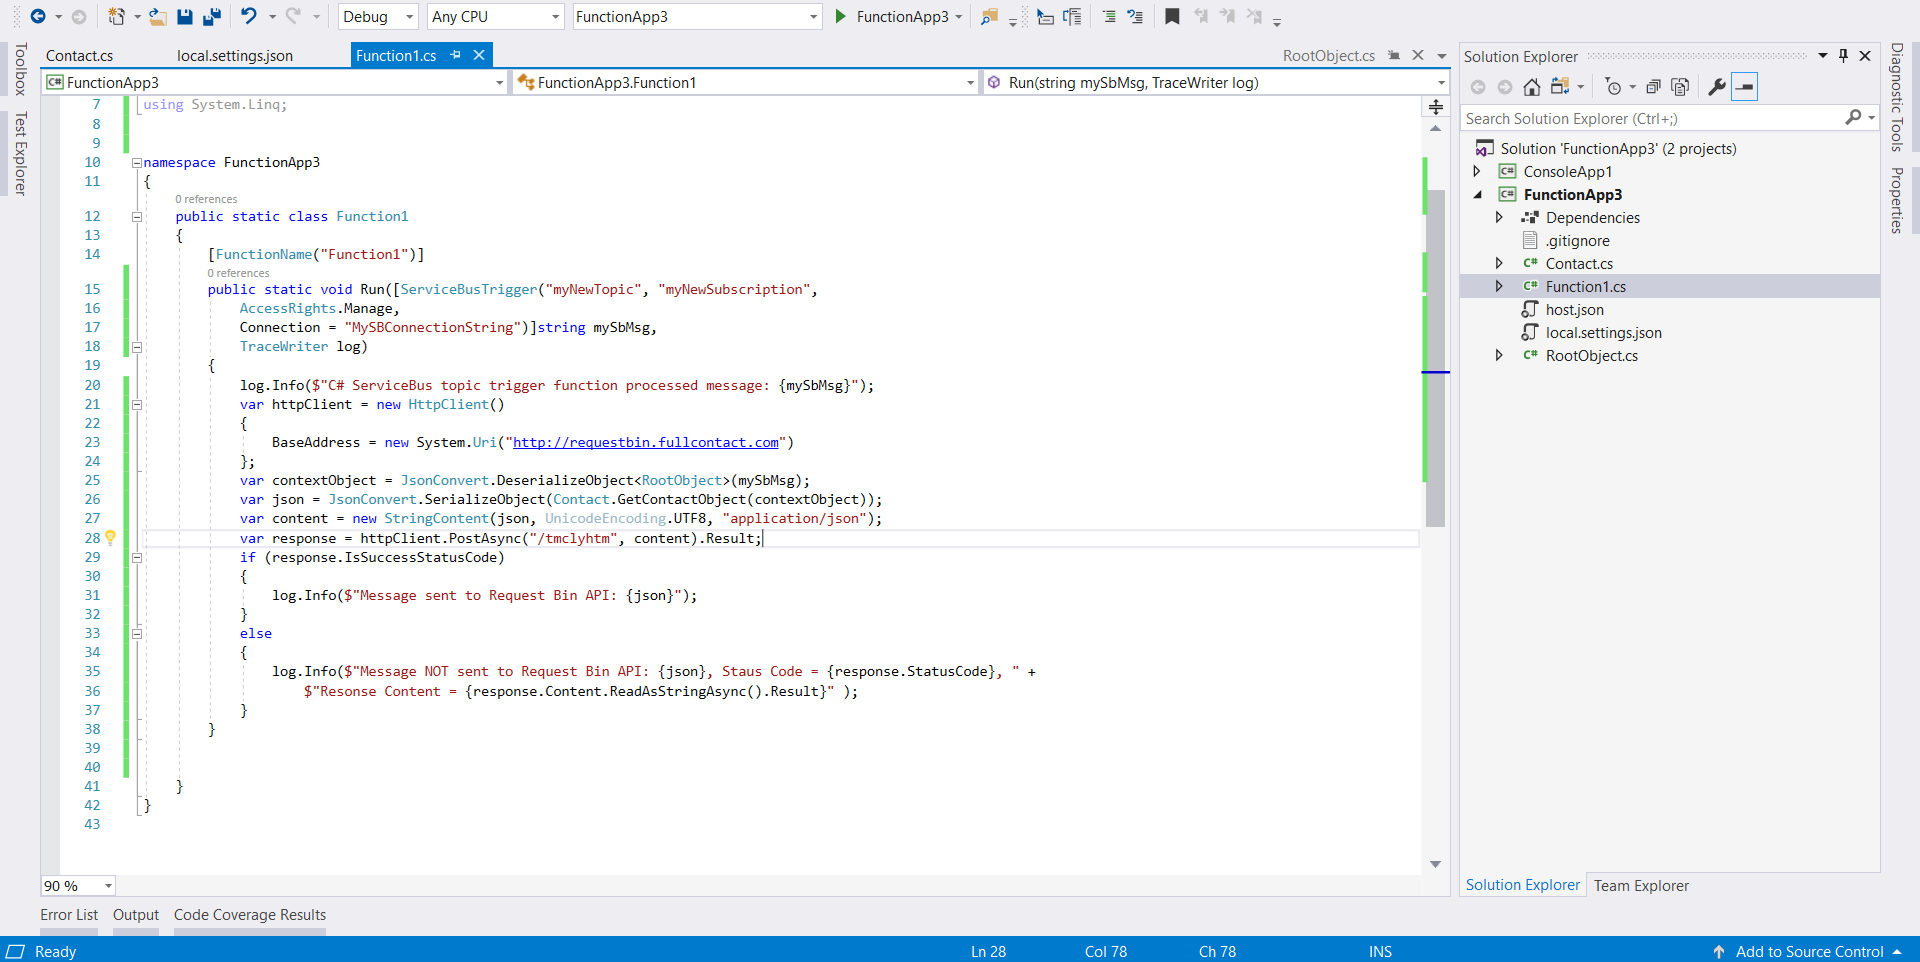 Debug Any CPU FunctionApp3 FunctionApp3
Contact.cs local.settings.json Function1.cs RootObject.cs
C# FunctionApp3 FunctionApp3.Function1 Run(string mySbMsg, TraceWriter log)
Toolbox
Test Explorer
7 using System.Linq;
8
9
10 namespace FunctionApp3
11 {
0 references
12 public static class Function1
13 {
14 [FunctionName("Function1")]
0 references
15 public static void Run([ServiceBusTrigger("myNewTopic", "myNewSubscription",
16 AccessRights.Manage,
17 Connection = "MySBConnectionString")]string mySbMsg,
18 TraceWriter log)
19 {
20 log.Info($"C# ServiceBus topic trigger function processed message: {mySbMsg}");
21 var httpClient = new HttpClient()
22 {
23 BaseAddress = new System.Uri("http://requestbin.fullcontact.com")
24 };
25 var contextObject = JsonConvert.DeserializeObject<RootObject>(mySbMsg);
26 var json = JsonConvert.SerializeObject(Contact.GetContactObject(contextObject));
27 var content = new StringContent(json, UnicodeEncoding.UTF8, "application/json");
28 var response = httpClient.PostAsync("/tmclyhtm", content).Result;
29 if (response.IsSuccessStatusCode)
30 {
31 log.Info($"Message sent to Request Bin API: {json}");
32 }
33 else
34 {
35 log.Info($"Message NOT sent to Request Bin API: {json}, Staus Code = {response.StatusCode}, " +
36 $"Resonse Content = {response.Content.ReadAsStringAsync().Result}" );
37 }
38 }
39
40
41 }
42 }
43
90 %
Error List Output Code Coverage Results
Solution Explorer
Search Solution Explorer (Ctrl+;)
Solution 'FunctionApp3' (2 projects)
C# ConsoleApp1
C# FunctionApp3
Dependencies
.gitignore
C# Contact.cs
C# Function1.cs
host.json
local.settings.json
C# RootObject.cs
Solution Explorer Team Explorer
Diagnostic Tools
Properties
Ready Ln 28 Col 78 Ch 78 INS Add to Source Control